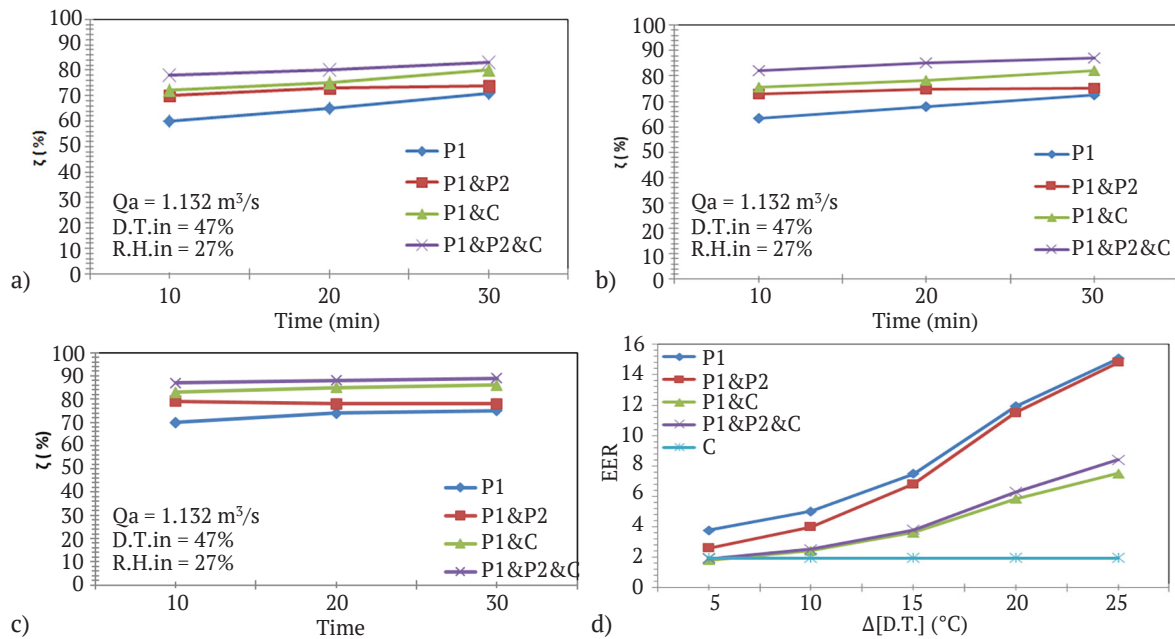 100
90
80
70
60
50
40
30
20
10
0
ζ (%)
P1
P1&P2
P1&C
P1&P2&C
Qa = 1.132 m³/s
D.T.in = 47%
R.H.in = 27%
10 20 30
Time (min)
a)
100
90
80
70
60
50
40
30
20
10
0
ζ (%)
P1
P1&P2
P1&C
P1&P2&C
Qa = 1.132 m³/s
D.T.in = 47%
R.H.in = 27%
10 20 30
Time (min)
b)
100
90
80
70
60
50
40
30
20
10
0
ζ (%)
P1
P1&P2
P1&C
P1&P2&C
Qa = 1.132 m³/s
D.T.in = 47%
R.H.in = 27%
10 20 30
Time
c)
16
14
12
10
8
6
4
2
0
EER
P1
P1&P2
P1&C
P1&P2&C
C
5 10 15 20 25
Δ[D.T.] (°C)
d)